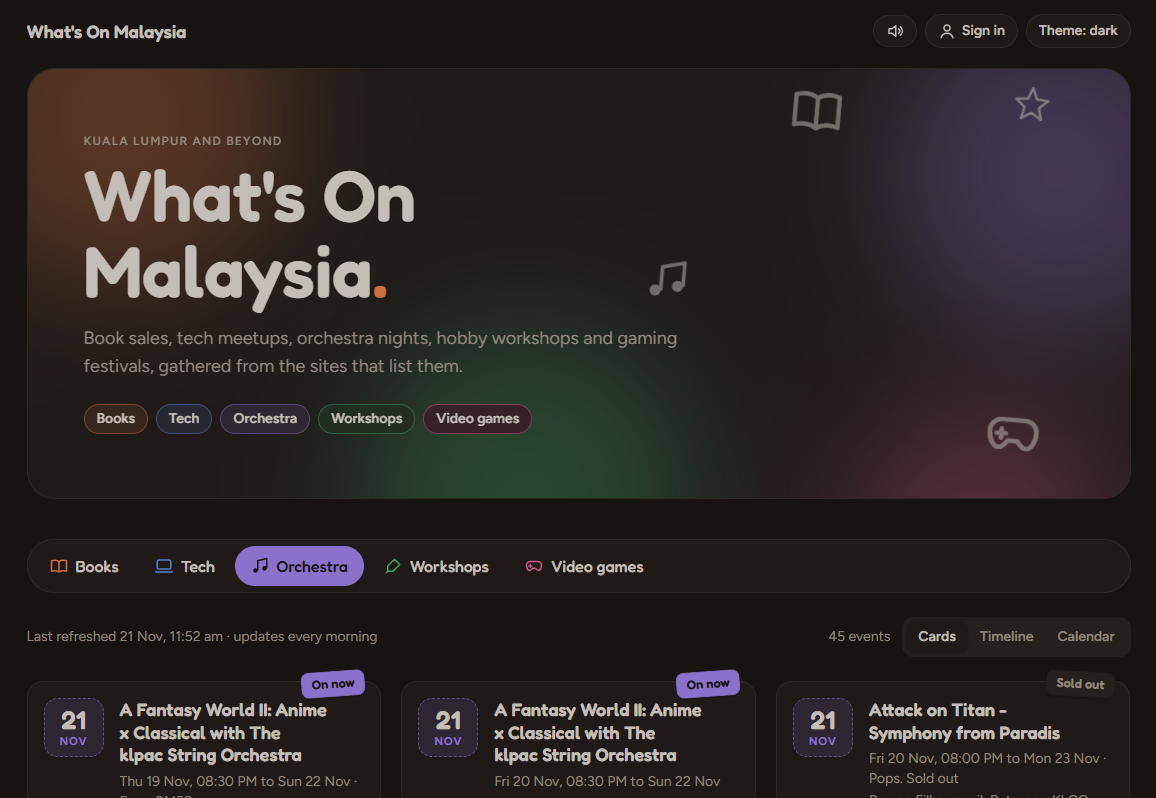 What's On Malaysia
Sign in
Theme: dark
KUALA LUMPUR AND BEYOND
What's On
Malaysia.
Book sales, tech meetups, orchestra nights, hobby workshops and gaming
festivals, gathered from the sites that list them.
Books
Tech
Orchestra
Workshops
Video games
Books
Tech
Orchestra
Workshops
Video games
Last refreshed 21 Nov, 11:52 am · updates every morning
45 events
Cards
Timeline
Calendar
On now
21
NOV
A Fantasy World II: Anime
x Classical with The
klpac String Orchestra
Thu 19 Nov, 08:30 PM to Sun 22 Nov ·
On now
21
NOV
A Fantasy World II: Anime
x Classical with The
klpac String Orchestra
Fri 20 Nov, 08:30 PM to Sun 22 Nov
Sold out
21
NOV
Attack on Titan -
Symphony from Paradis
Fri 20 Nov, 08:00 PM to Mon 23 Nov ·
Pops. Sold out